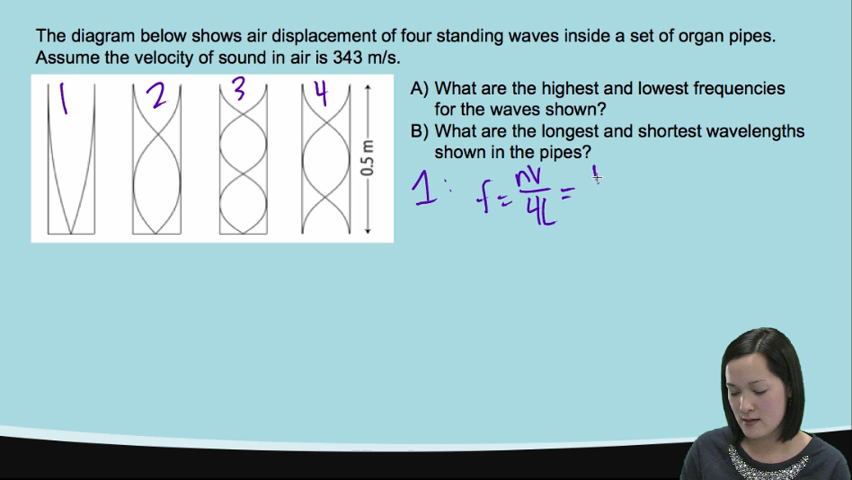 The diagram below shows air displacement of four standing waves inside a set of organ pipes.
Assume the velocity of sound in air is 343 m/s.
1 2 3 4
0.5 m
A) What are the highest and lowest frequencies
for the waves shown?
B) What are the longest and shortest wavelengths
shown in the pipes?
1: f = nV/4L =